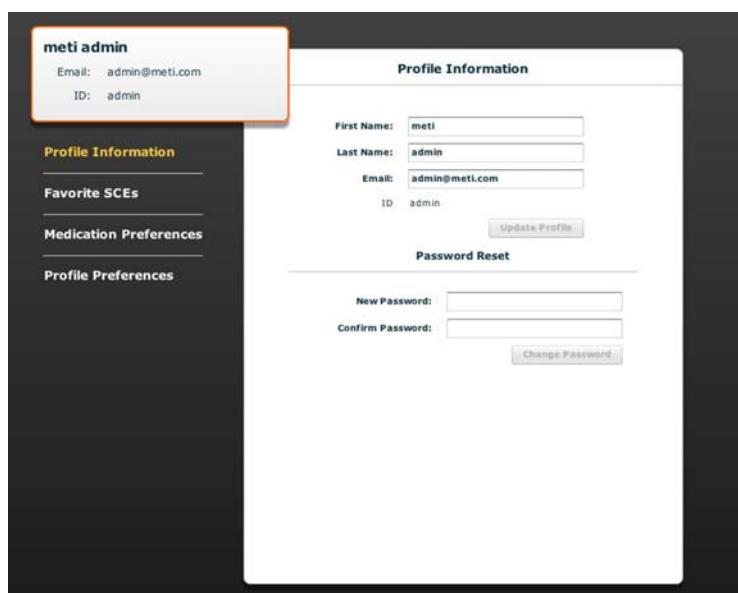 meti admin
Email: admin@meti.com
ID: admin
Profile Information
Favorite SCEs
Medication Preferences
Profile Preferences
Profile Information
First Name: meti
Last Name: admin
Email: admin@meti.com
ID admin
Update Profile
Password Reset
New Password:
Confirm Password:
Change Password